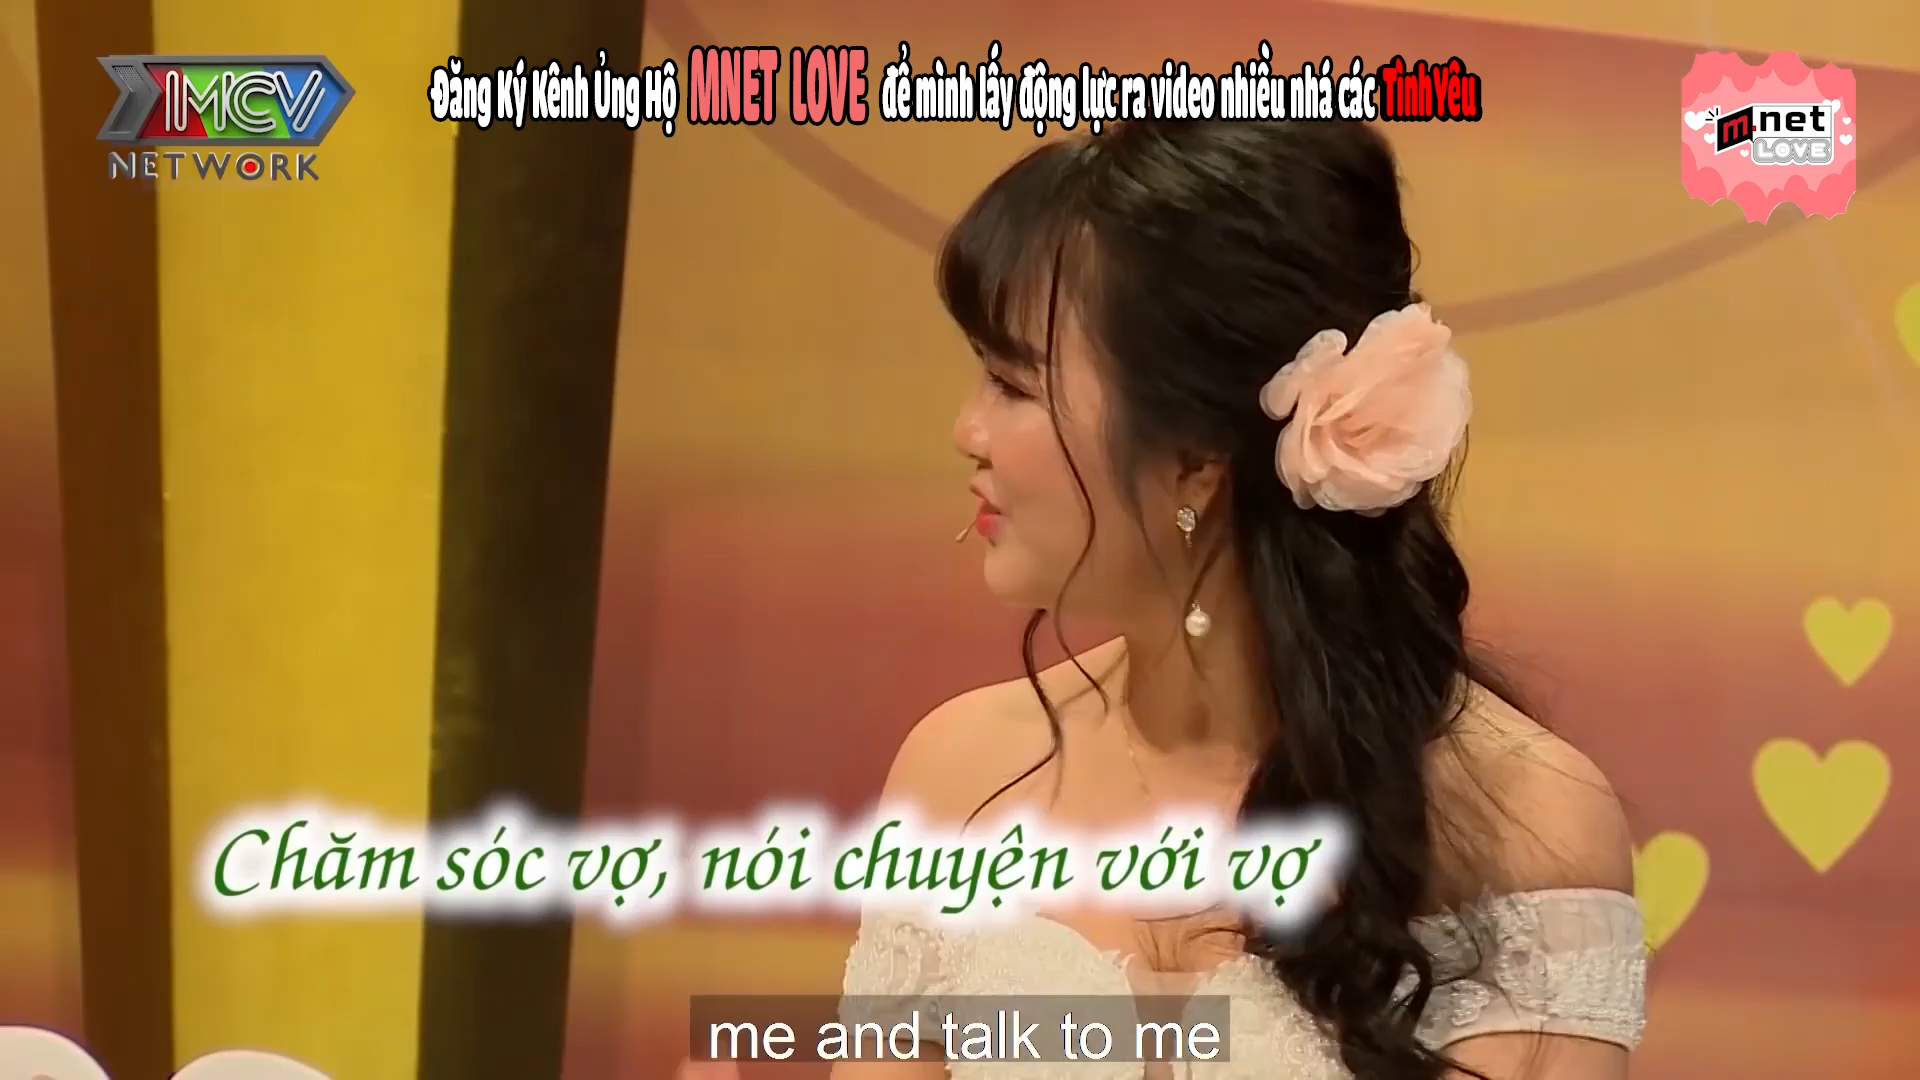 Đăng Ký Kênh Ủng Hộ MNET LOVE để mình lấy động lực ra video nhiều nhá các Tình Yêu
MCV
NETWORK
m.net
LOVE
Chăm sóc vợ, nói chuyện với vợ
me and talk to me